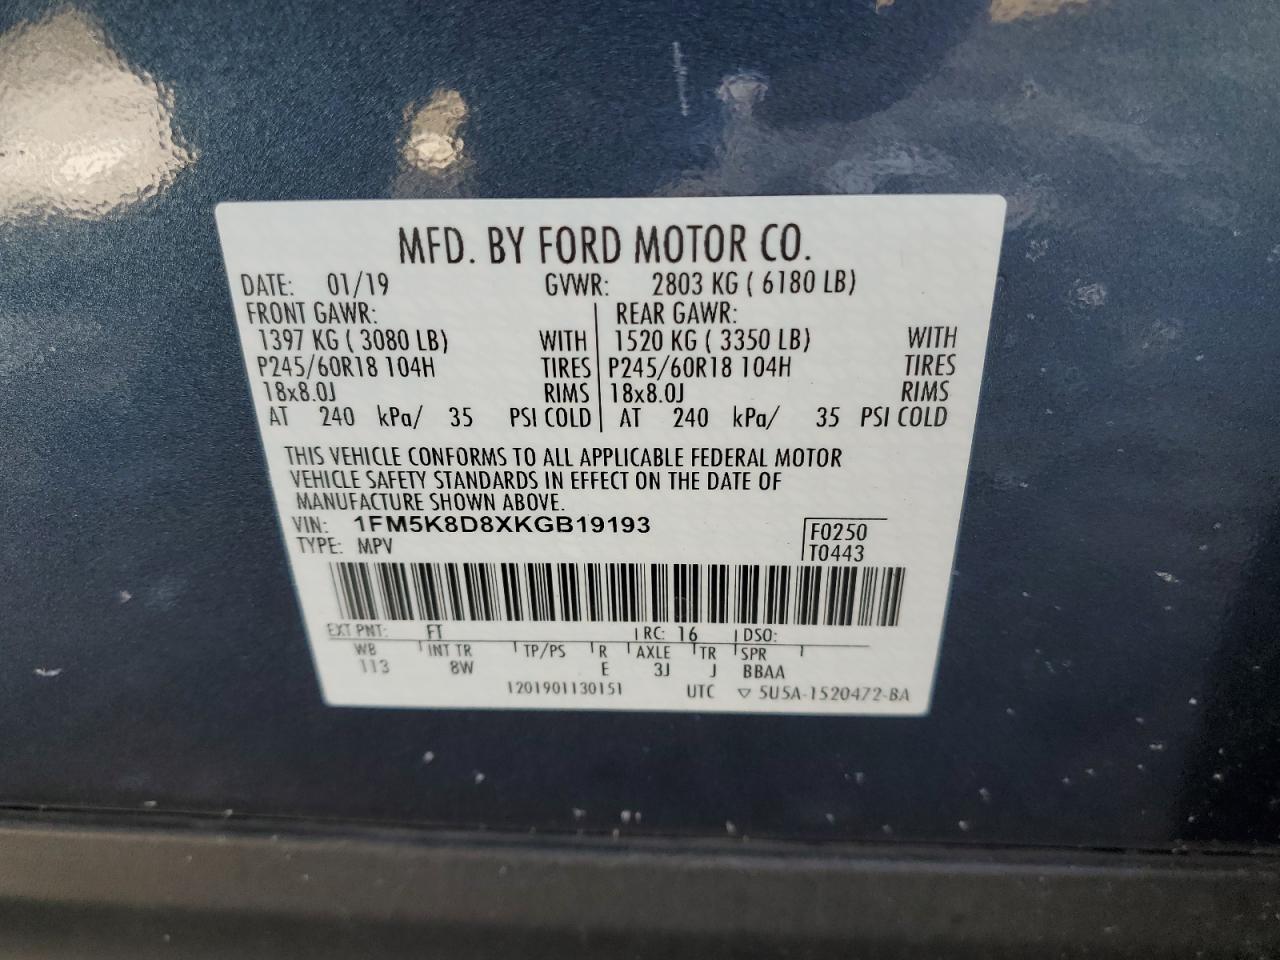 MFD. BY FORD MOTOR CO.
DATE: 01/19 GVWR: 2803 KG ( 6180 LB)
FRONT GAWR: REAR GAWR:
1397 KG ( 3080 LB) WITH 1520 KG ( 3350 LB) WITH
P245/60R18 104H TIRES P245/60R18 104H TIRES
18x8.0J RIMS 18x8.0J RIMS
AT 240 kPa/ 35 PSI COLD AT 240 kPa/ 35 PSI COLD
THIS VEHICLE CONFORMS TO ALL APPLICABLE FEDERAL MOTOR
VEHICLE SAFETY STANDARDS IN EFFECT ON THE DATE OF
MANUFACTURE SHOWN ABOVE.
VIN: 1FM5K8D8XKGB19193 F0250
TYPE: MPV T0443
EXT PNT: FT RC: 16 DSO:
WB INT TR TP/PS R AXLE TR SPR
113 8W E 3J J BBAA
1201901130151 UTC ▽ 5U5A-1520472-BA